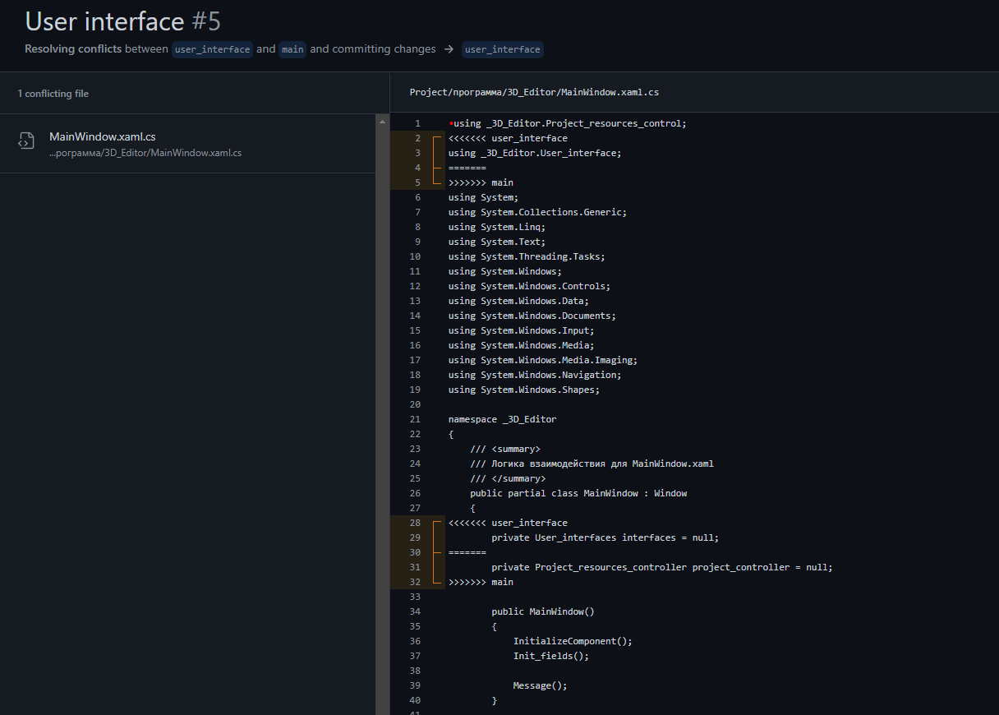 User interface #5
Resolving conflicts between user_interface and main and committing changes → user_interface
1 conflicting file
MainWindow.xaml.cs
...рограмма/3D_Editor/MainWindow.xaml.cs
Project/программа/3D_Editor/MainWindow.xaml.cs
1 •using _3D_Editor.Project_resources_control;
2 <<<<<<< user_interface
3 using _3D_Editor.User_interface;
4 =======
5 >>>>>>> main
6 using System;
7 using System.Collections.Generic;
8 using System.Linq;
9 using System.Text;
10 using System.Threading.Tasks;
11 using System.Windows;
12 using System.Windows.Controls;
13 using System.Windows.Data;
14 using System.Windows.Documents;
15 using System.Windows.Input;
16 using System.Windows.Media;
17 using System.Windows.Media.Imaging;
18 using System.Windows.Navigation;
19 using System.Windows.Shapes;
20
21 namespace _3D_Editor
22 {
23 /// <summary>
24 /// Логика взаимодействия для MainWindow.xaml
25 /// </summary>
26 public partial class MainWindow : Window
27 {
28 <<<<<<< user_interface
29 private User_interfaces interfaces = null;
30 =======
31 private Project_resources_controller project_controller = null;
32 >>>>>>> main
33
34 public MainWindow()
35 {
36 InitializeComponent();
37 Init_fields();
38
39 Message();
40 }
41